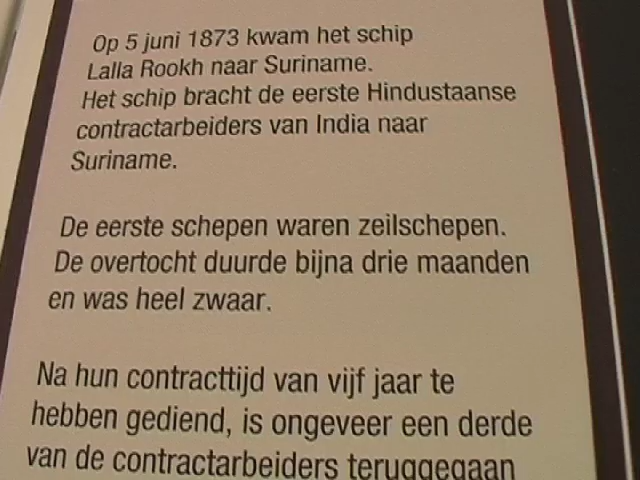 Op 5 juni 1873 kwam het schip
Lalla Rookh naar Suriname.
Het schip bracht de eerste Hindustaanse
contractarbeiders van India naar
Suriname.
De eerste schepen waren zeilschepen.
De overtocht duurde bijna drie maanden
en was heel zwaar.
Na hun contracttijd van vijf jaar te
hebben gediend, is ongeveer een derde
van de contractarbeiders teruggegaan